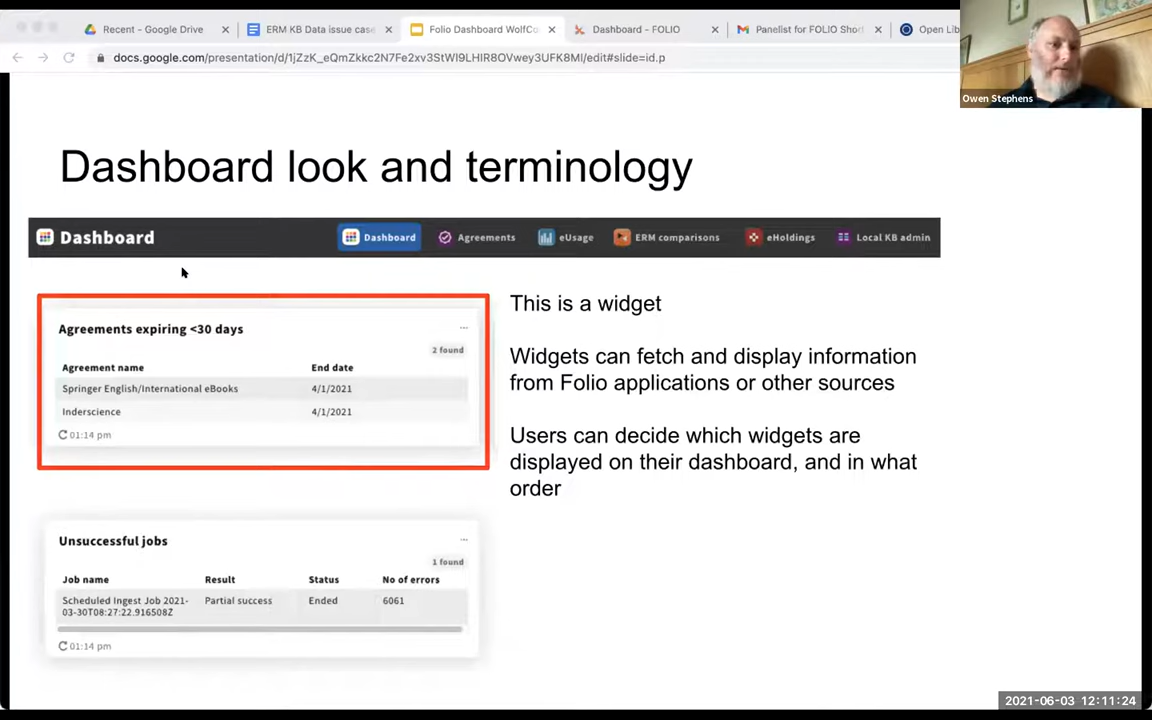 Recent – Google Drive
ERM KB Data issue case
Folio Dashboard WolfCo
Dashboard - FOLIO
Panelist for FOLIO Short
Open Lib
docs.google.com/presentation/d/1jZzK_eQmZkkc2N7Fe2xv3StWI9LHIR8OVwey3UFK8MI/edit#slide=id.p
Owen Stephens
Dashboard look and terminology
Dashboard
Dashboard
Agreements
eUsage
ERM comparisons
eHoldings
Local KB admin
Agreements expiring <30 days
...
2 found
Agreement name End date
Springer English/International eBooks 4/1/2021
Inderscience 4/1/2021
01:14 pm
This is a widget
Widgets can fetch and display information
from Folio applications or other sources
Users can decide which widgets are
displayed on their dashboard, and in what
order
Unsuccessful jobs
...
1 found
Job name Result Status No of errors
Scheduled Ingest Job 2021- Partial success Ended 6061
03-30T08:27:22.916508Z
01:14 pm
2021-06-03 12:11:24